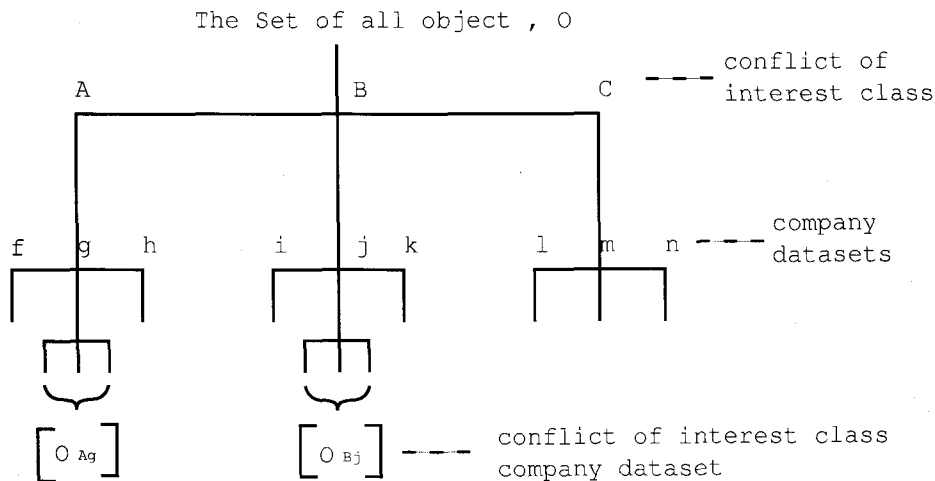 The Set of all object , O
A B C
conflict of
interest class
f g h i j k l m n
company
datasets
O Ag
O Bj
conflict of interest class
company dataset